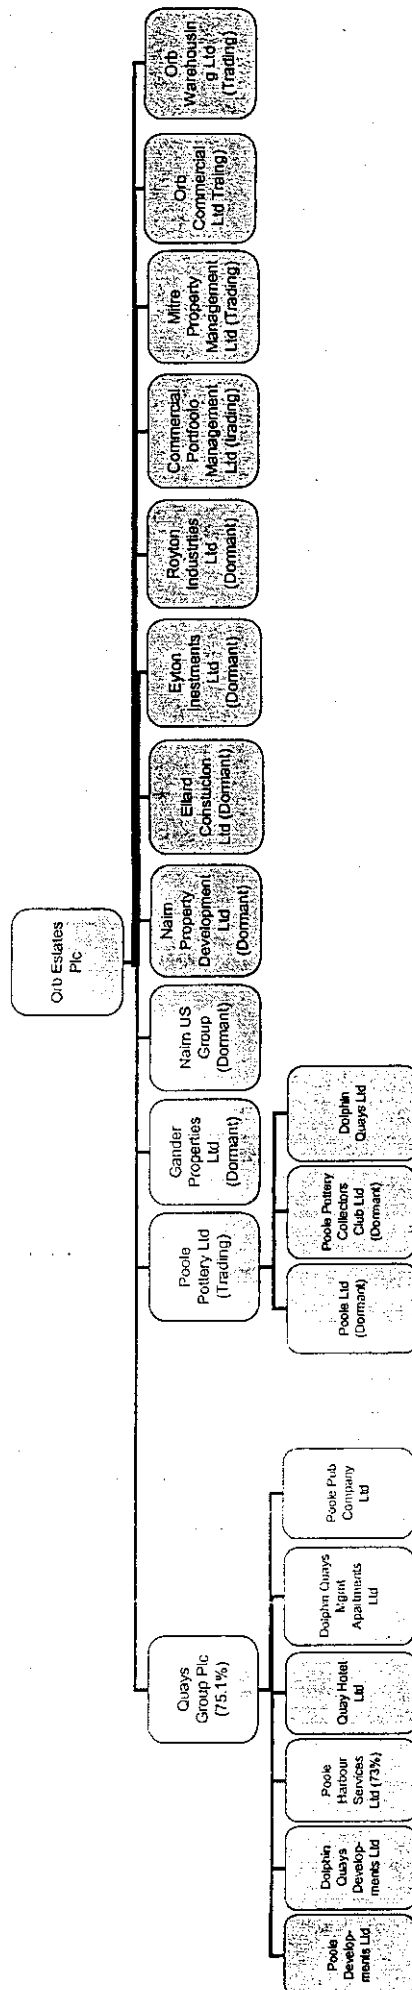 Orb Estates
Plc
Quays
Group Plc
(75.1%)
Poole
Pottery Ltd
(Trading)
Gander
Properties
Ltd
(Dormant)
Naim US
Group
(Dormant)
Naim
Property
Development
Ltd
(Dormant)
Ellard
Constuction
Ltd (Dormant)
Eyton
Inestments
Ltd
(Dormant)
Royton
Industries
Ltd
(Dormant)
Commercial
Portfoolo
Management
Ltd (trading)
Mitre
Property
Management
Ltd (Trading)
Orb
Commercial
Ltd Traing)
Orb
Warehousin
g Ltd
(Trading)
Poole
Develop-
ments Ltd
Dolphin
Quays
Develop-
ments Ltd
Poole
Harbour
Services
Ltd (73%)
Quay Hotel
Ltd
Dolphin Quays
Mgmt
Apartments
Ltd
Poole Pub
Company
Ltd
Poole Ltd
(Dormant)
Poole Pottery
Collectors
Club Ltd
(Dormant)
Dolphin
Quays Ltd